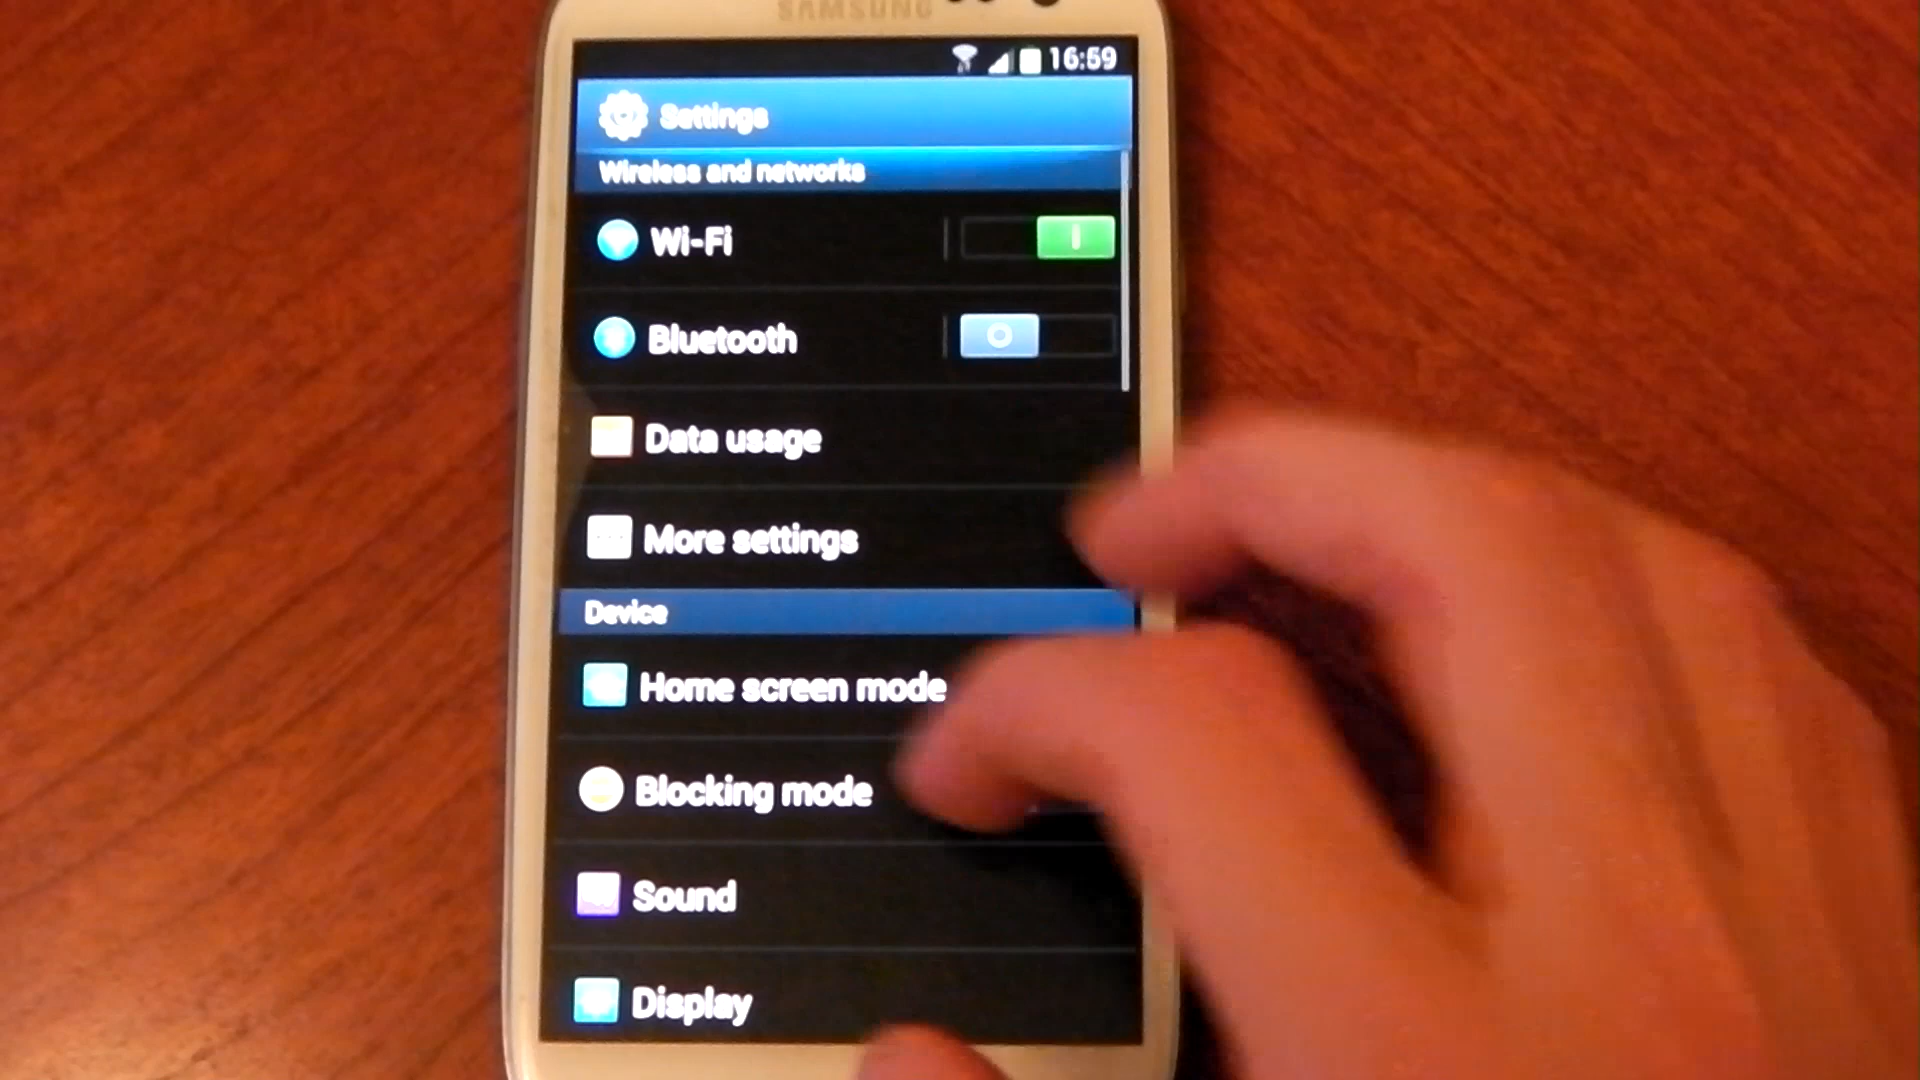 SAMSUNG
16:59
Settings
Wireless and networks
Wi-Fi
Bluetooth
Data usage
More settings
Device
Home screen mode
Blocking mode
Sound
Display